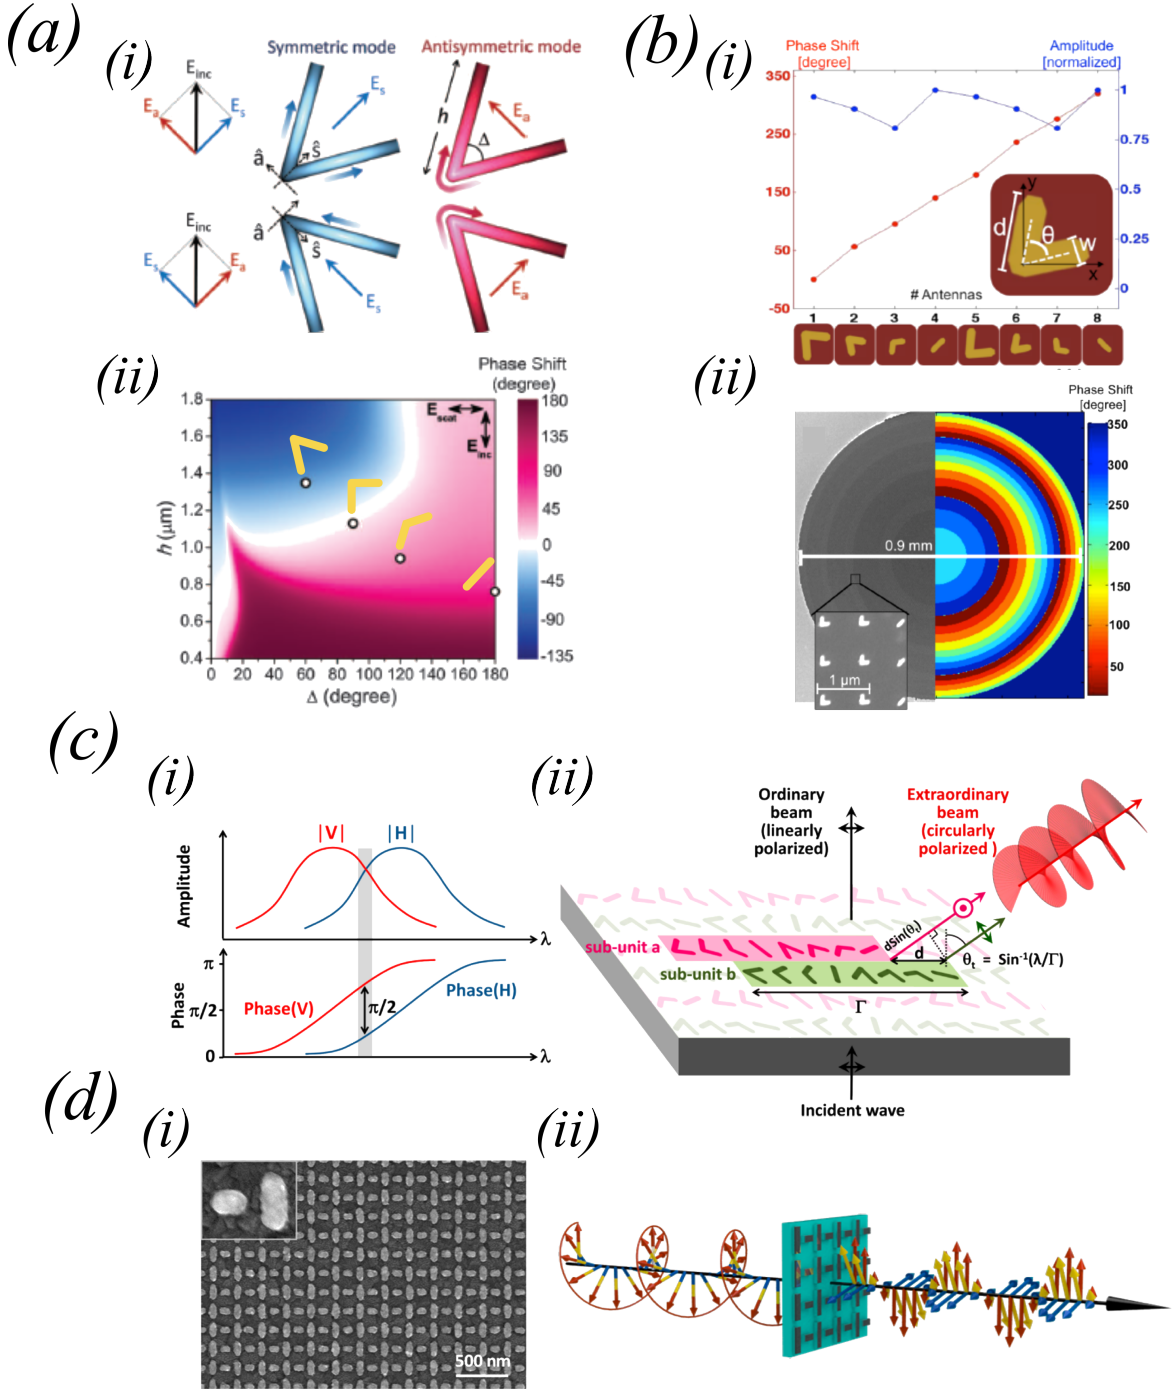 (a)
(i)
Symmetric mode
Antisymmetric mode
E_inc
E_a
E_s
E_s
â
ŝ
h
Δ
E_a
E_inc
E_s
E_a
â
ŝ
E_s
E_a
(ii)
Phase Shift
(degree)
1.8
1.6
1.4
1.2
1.0
0.8
0.6
0.4
h (μm)
E_scat
E_inc
180
135
90
45
0
-45
-90
-135
0 20 40 60 80 100 120 140 160 180
Δ (degree)
(b)
(i)
Phase Shift
[degree]
Amplitude
[normalized]
350
250
150
50
-50
1
0.75
0.5
0.25
0
y
d
θ
w
x
# Antennas
1 2 3 4 5 6 7 8
(ii)
Phase Shift
[degree]
0.9 mm
1 μm
350
300
250
200
150
100
50
(c)
(i)
|V|
|H|
Amplitude
λ
π
π/2
0
Phase
Phase(V)
π/2
Phase(H)
λ
(ii)
Ordinary
beam
(linearly
polarized)
Extraordinary
beam
(circularly
polarized )
sub-unit a
sub-unit b
dSin(θ_t)
d
θ_t = Sin⁻¹(λ/Γ)
Γ
Incident wave
(d)
(i)
500 nm
(ii)